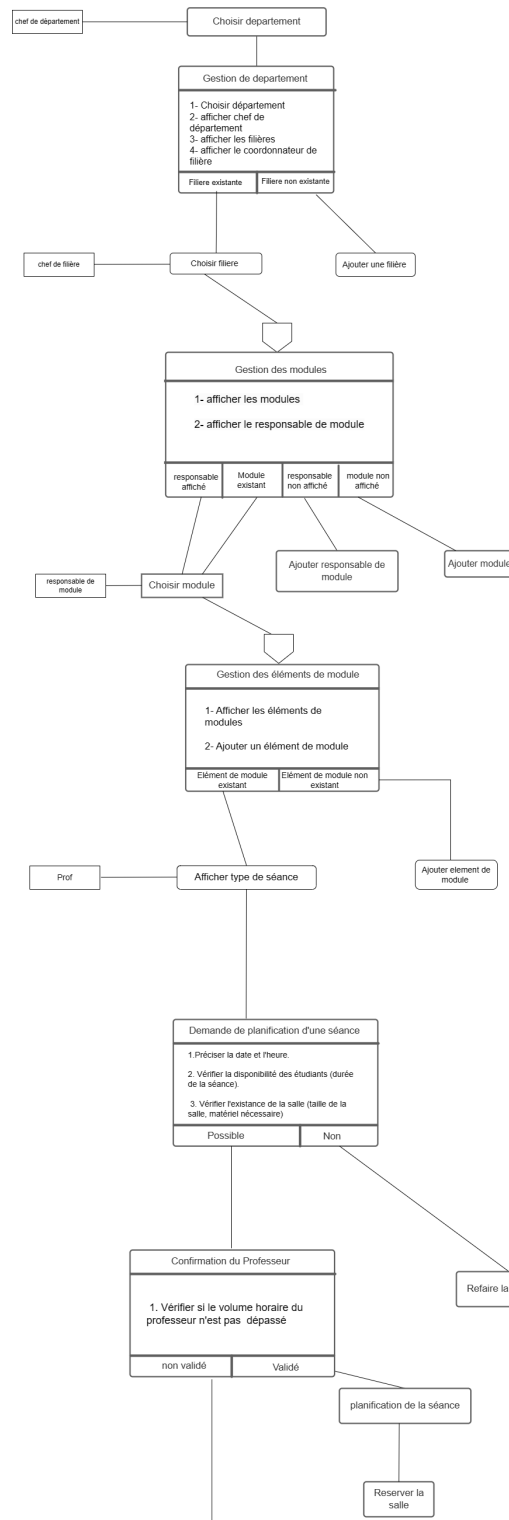 chef de département
Choisir departement
Gestion de departement
1- Choisir départment
2- afficher chef de
département
3- afficher les filières
4- afficher le coordonnateur de
filière
Filiere existante
Filiere non existante
chef de filière
Choisir filiere
Ajouter une filière
Gestion des modules
1- afficher les modules
2- afficher le responsable de module
responsable
affiché
Module
existant
responsable
non affiché
module non
affiché
responsable de
module
Choisir module
Ajouter responsable de
module
Ajouter module
Gestion des éléments de module
1- Afficher les éléments de
modules
2- Ajouter un élément de module
Elément de module
existant
Elément de module non
existant
Prof
Afficher type de séance
Ajouter element de
module
Demande de planification d'une séance
1.Préciser la date et l'heure.
2. Vérifier la disponibilité des étudiants (durée
de la séance).
3. Vérifier l'existance de la salle (taille de la
salle, matériel nécessaire)
Possible
Non
Confirmation du Professeur
1. Vérifier si le volume horaire du
professeur n'est pas dépassé
non validé
Validé
Refaire la
planification de la séance
Reserver la
salle